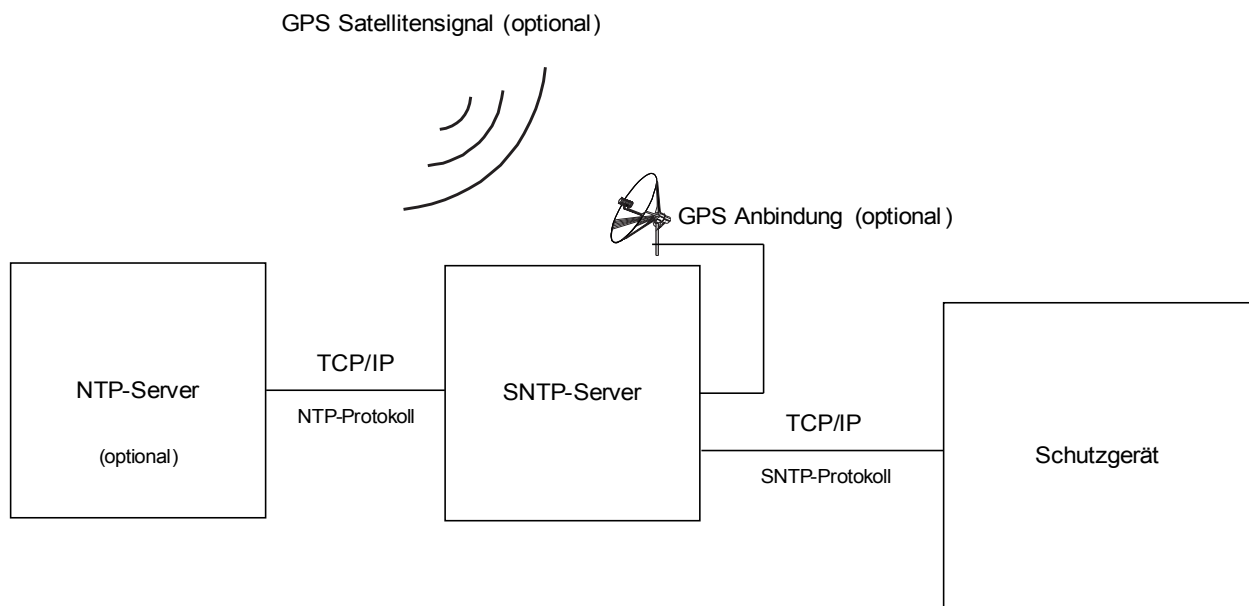 GPS Satellitensignal (optional)
GPS Anbindung (optional)
NTP-Server
(optional)
TCP/IP
NTP-Protokoll
SNTP-Server
TCP/IP
SNTP-Protokoll
Schutzgerät